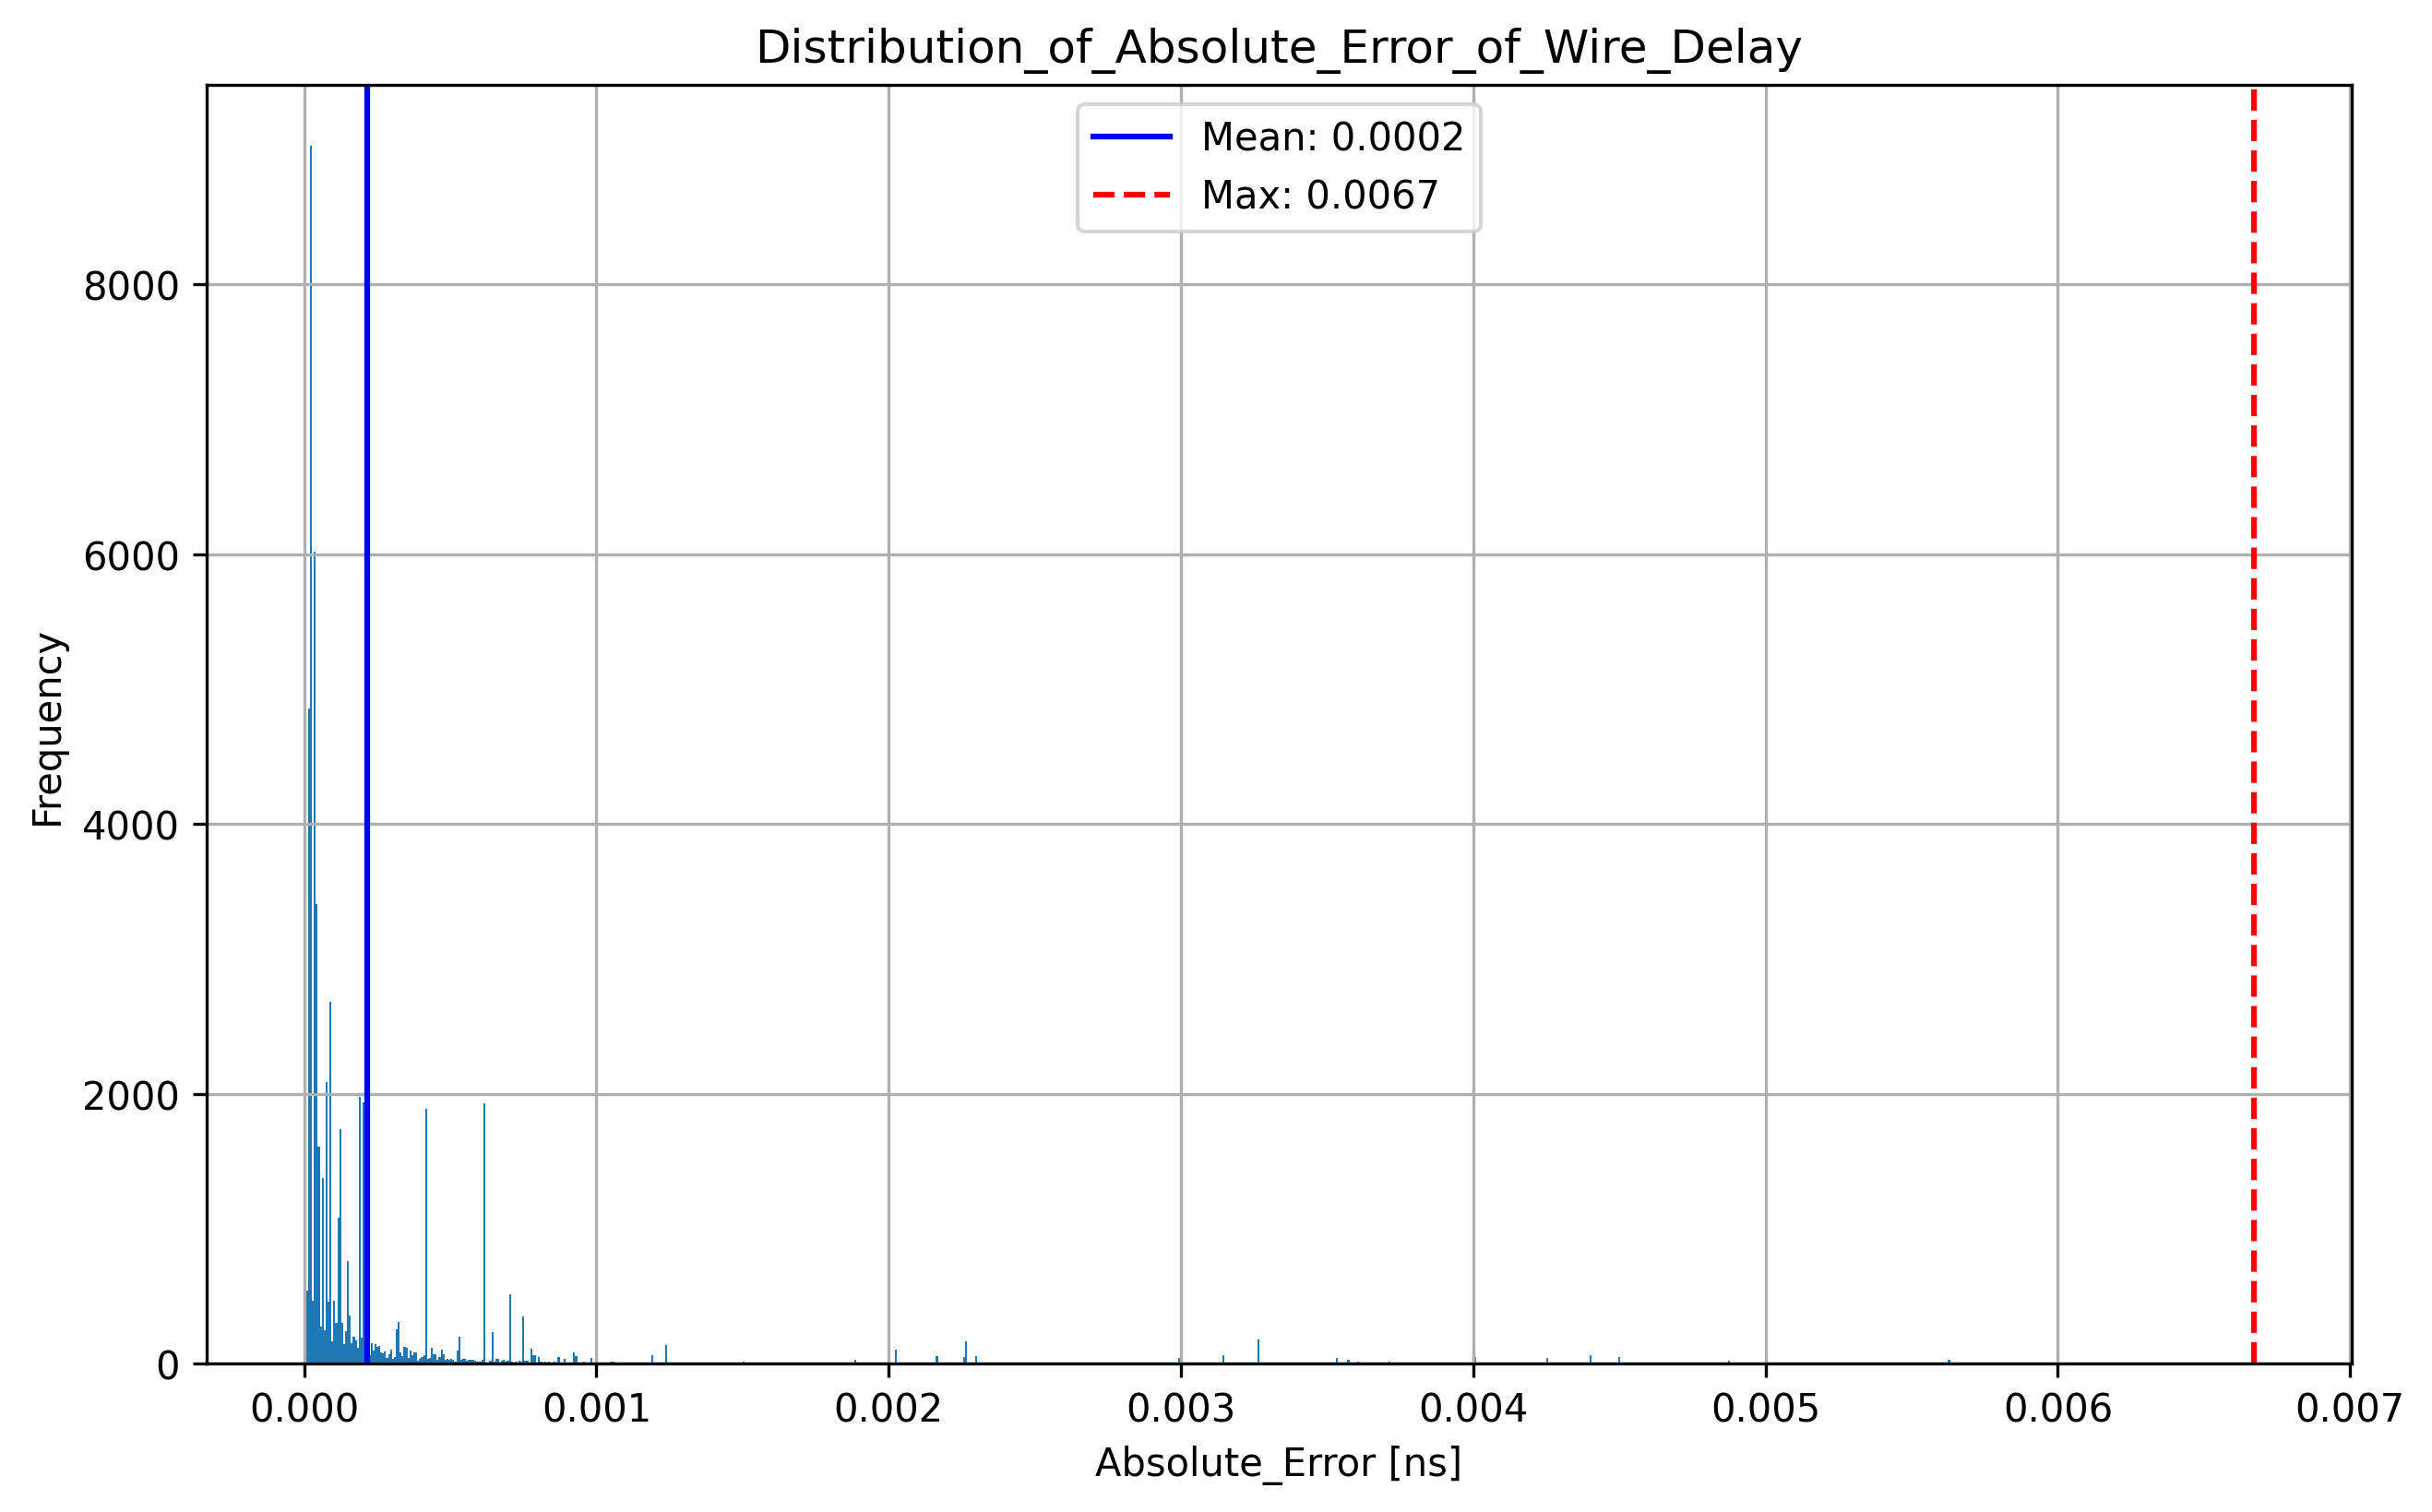 Distribution_of_Absolute_Error_of_Wire_Delay
Mean: 0.0002
Max: 0.0067
8000
6000
4000
2000
0
Frequency
0.000 0.001 0.002 0.003 0.004 0.005 0.006 0.007
Absolute_Error [ns]